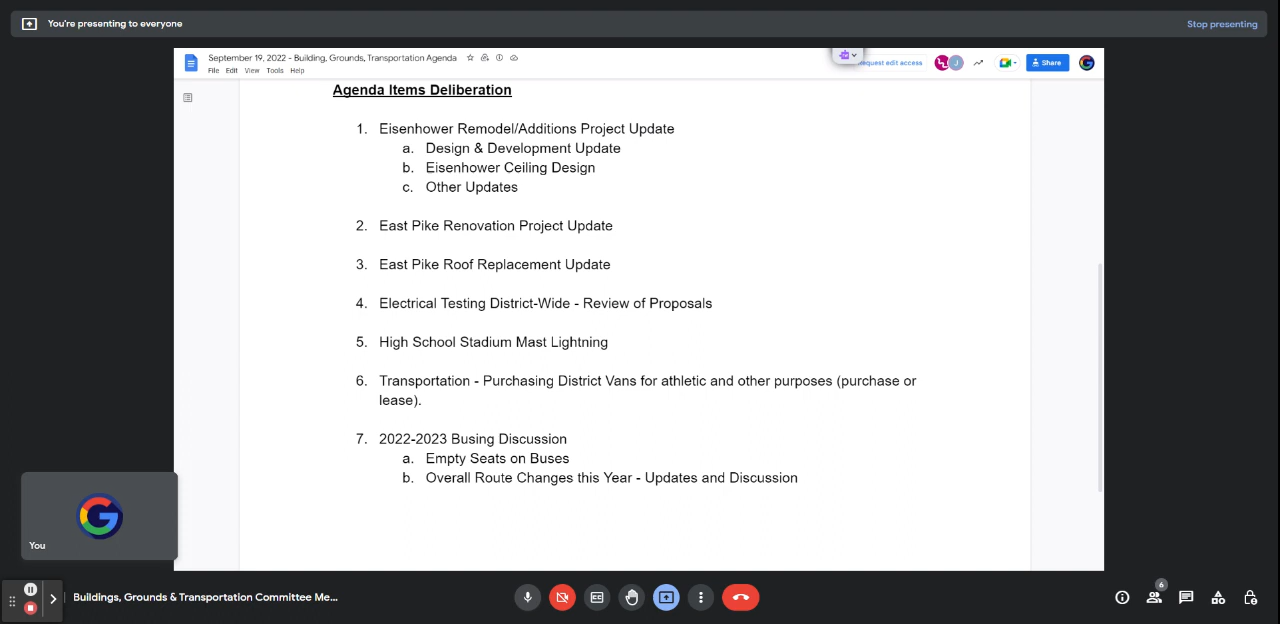 You're presenting to everyone
Stop presenting
September 19, 2022 - Building, Grounds, Transportation Agenda
File Edit View Tools Help
Request edit access
J
Share
Agenda Items Deliberation
1. Eisenhower Remodel/Additions Project Update
a. Design & Development Update
b. Eisenhower Ceiling Design
c. Other Updates
2. East Pike Renovation Project Update
3. East Pike Roof Replacement Update
4. Electrical Testing District-Wide - Review of Proposals
5. High School Stadium Mast Lightning
6. Transportation - Purchasing District Vans for athletic and other purposes (purchase or
lease).
7. 2022-2023 Busing Discussion
a. Empty Seats on Buses
b. Overall Route Changes this Year - Updates and Discussion
You
Buildings, Grounds & Transportation Committee Me...
6